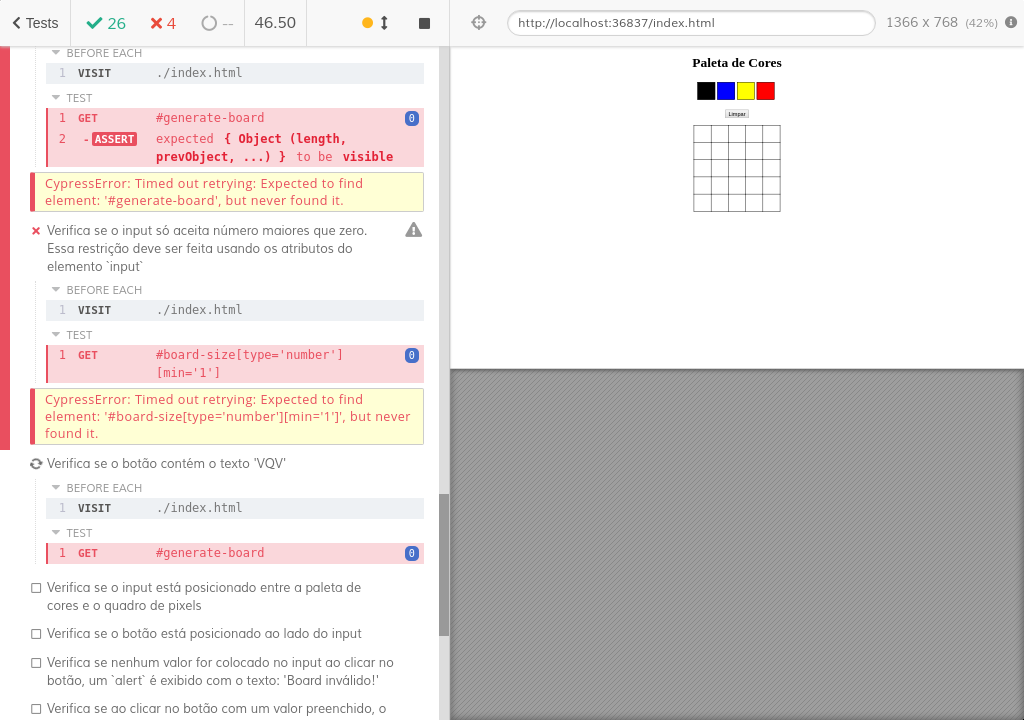 Tests 26 4 -- 46.50 http://localhost:36837/index.html 1366 x 768 (42%)
BEFORE EACH
1 VISIT ./index.html
TEST
1 GET #generate-board 0
2 - ASSERT expected { Object (length,
prevObject, ...) } to be visible
CypressError: Timed out retrying: Expected to find
element: '#generate-board', but never found it.
Verifica se o input só aceita número maiores que zero.
Essa restrição deve ser feita usando os atributos do
elemento `input`
BEFORE EACH
1 VISIT ./index.html
TEST
1 GET #board-size[type='number'] 0
[min='1']
CypressError: Timed out retrying: Expected to find
element: '#board-size[type='number'][min='1']', but never
found it.
Verifica se o botão contém o texto 'VQV'
BEFORE EACH
1 VISIT ./index.html
TEST
1 GET #generate-board 0
Verifica se o input está posicionado entre a paleta de
cores e o quadro de pixels
Verifica se o botão está posicionado ao lado do input
Verifica se nenhum valor for colocado no input ao clicar no
botão, um `alert` é exibido com o texto: 'Board inválido!'
Verifica se ao clicar no botão com um valor preenchido, o
Paleta de Cores
Limpar